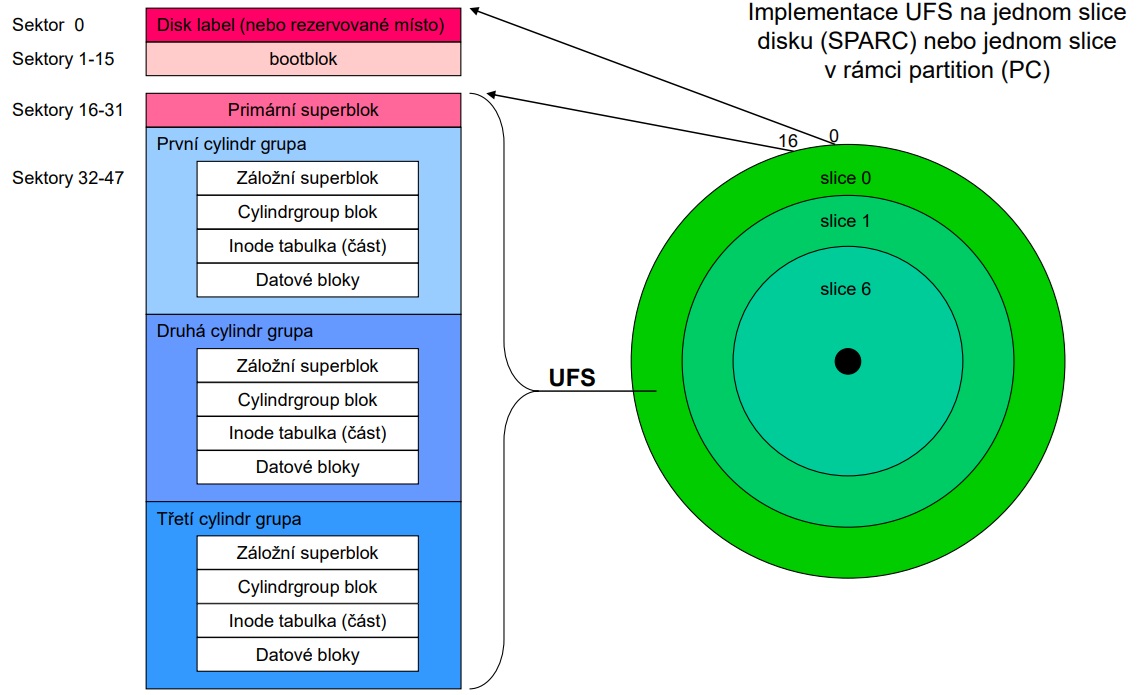 Implementace UFS na jednom slice
disku (SPARC) nebo jednom slice
v rámci partition (PC)
Sektor 0
Disk label (nebo rezervované místo)
Sektory 1-15
bootblok
Sektory 16-31
Primární superblok
První cylindr grupa
Sektory 32-47
Záložní superblok
Cylindrgroup blok
Inode tabulka (část)
Datové bloky
Druhá cylindr grupa
Záložní superblok
Cylindrgroup blok
Inode tabulka (část)
Datové bloky
Třetí cylindr grupa
Záložní superblok
Cylindrgroup blok
Inode tabulka (část)
Datové bloky
UFS
16
0
slice 0
slice 1
slice 6